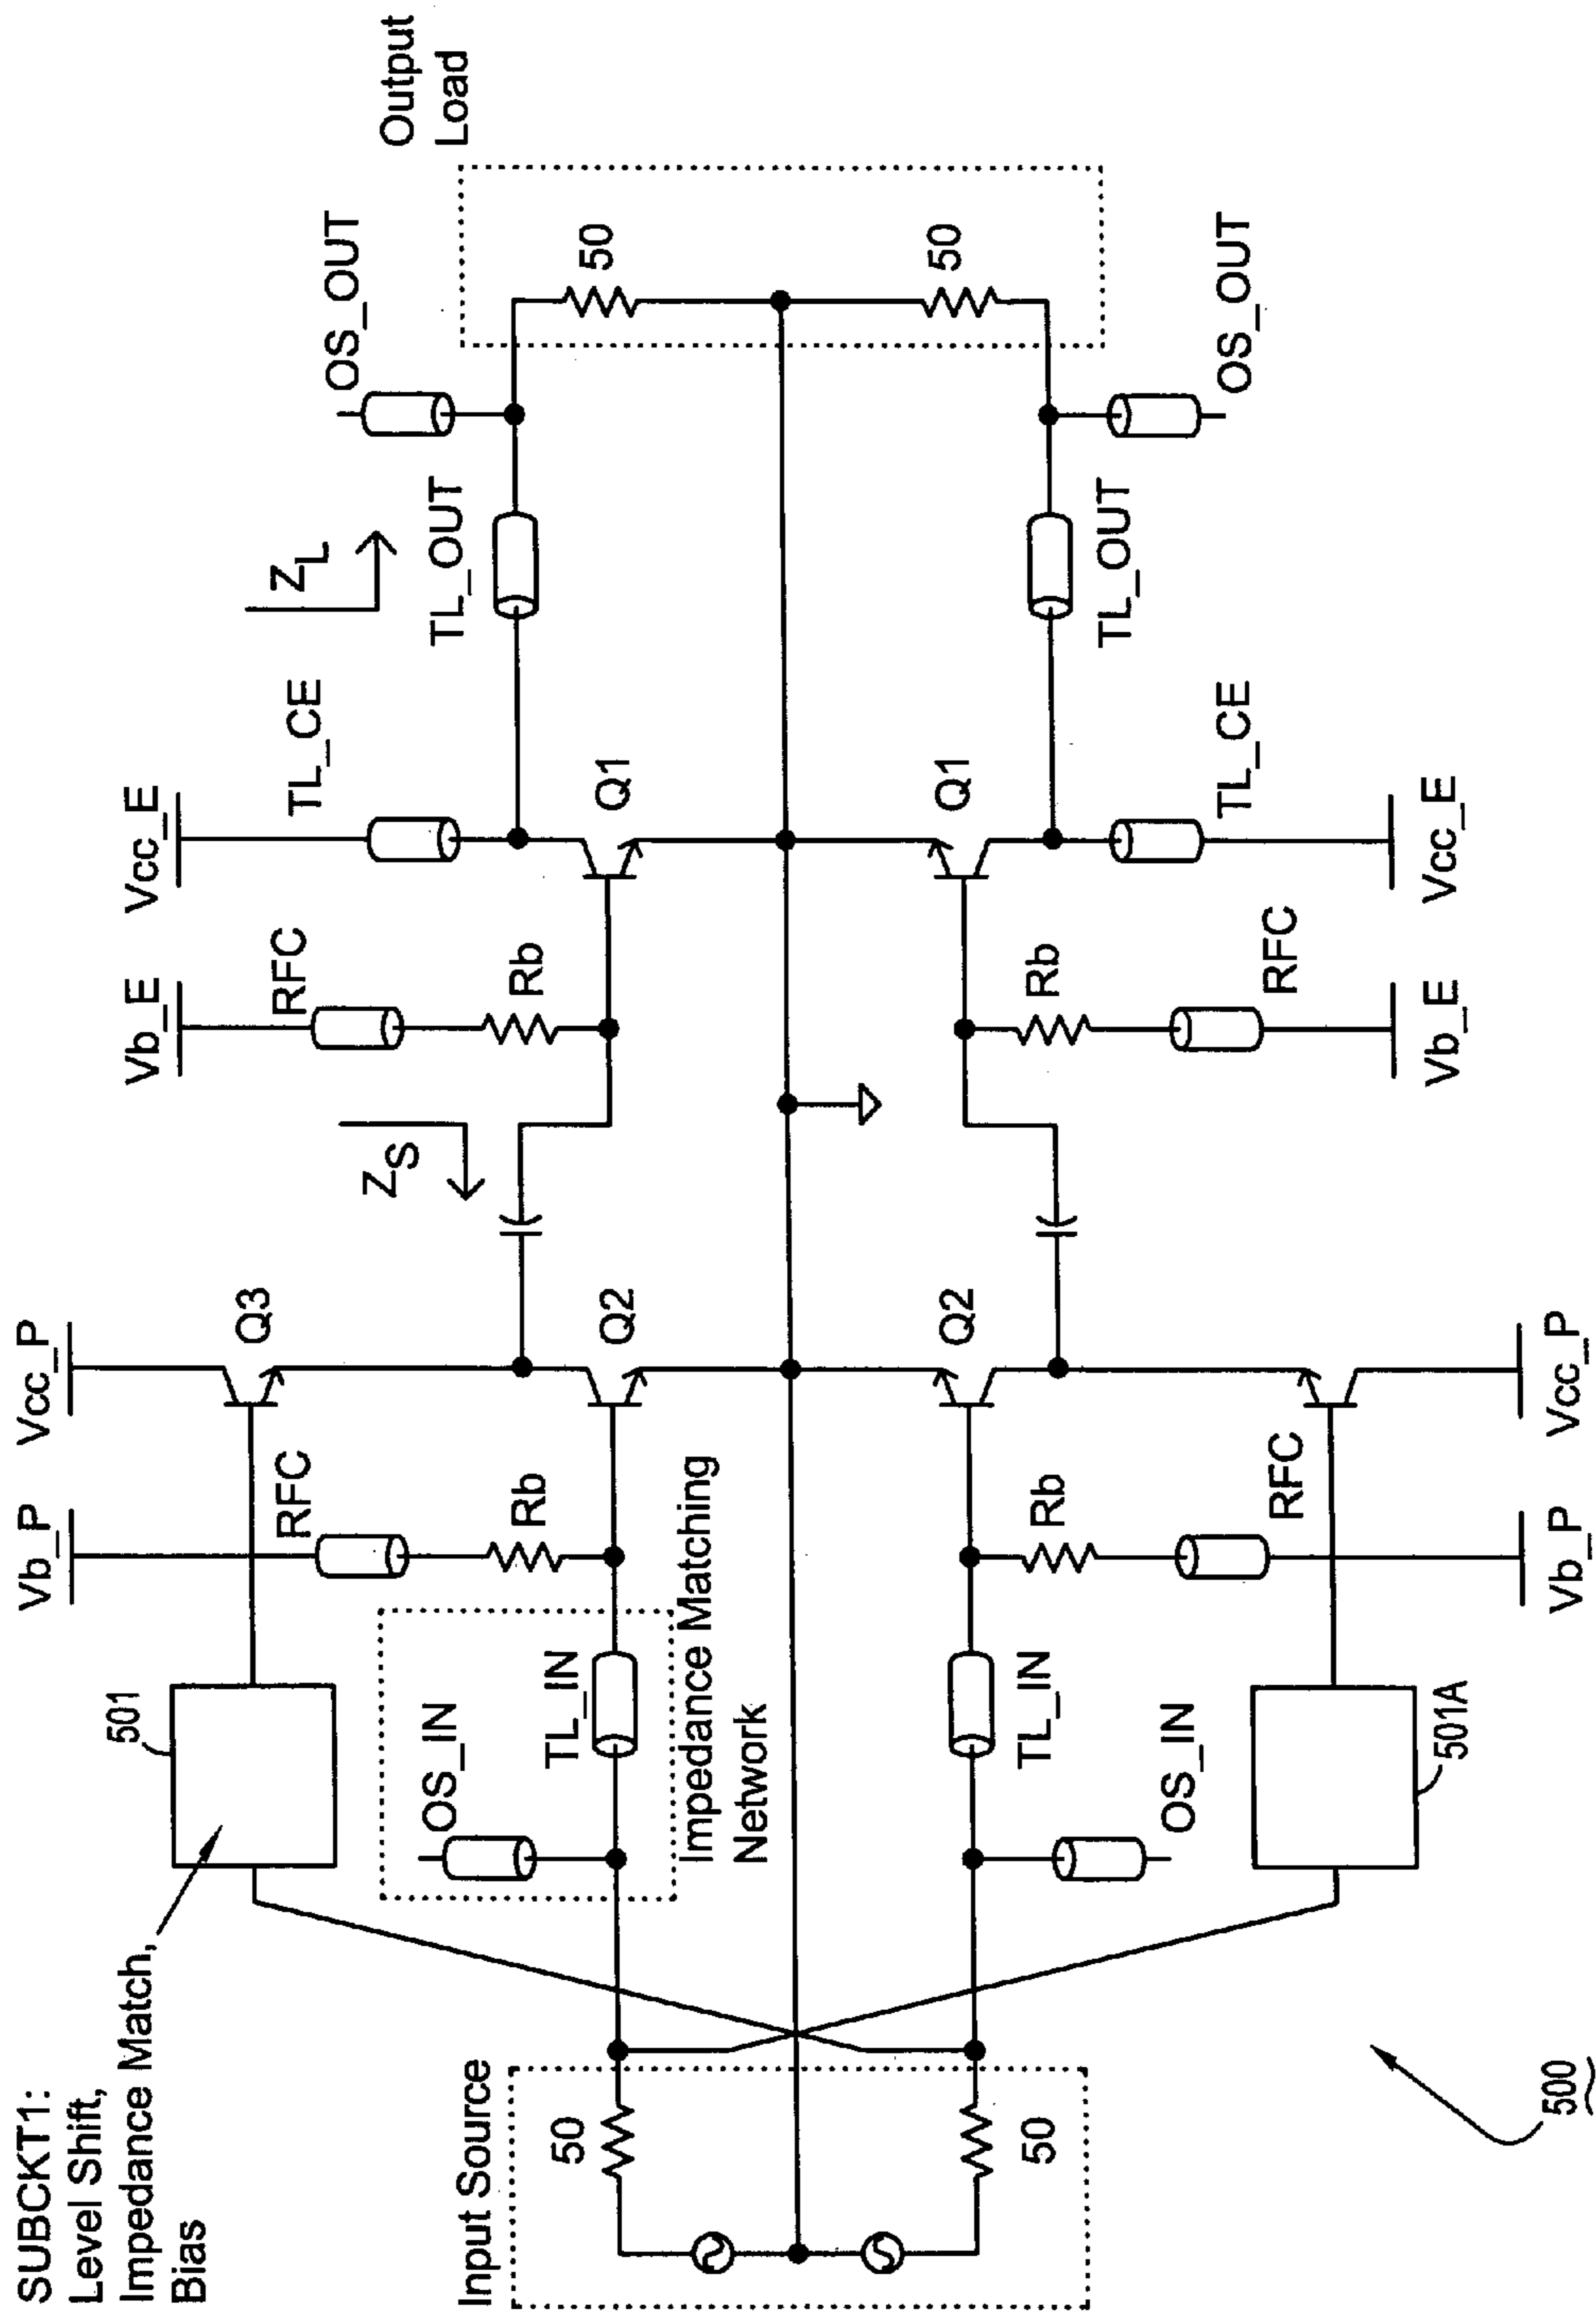 SUBCKT1:
Level Shift,
Impedance Match,
Bias
501
Vb_P
Vcc_P
Q3
RFC
Rb
Q2
OS_IN
TL_IN
Impedance Matching
Network
Input Source
50
50
Z_S
Vb_E
RFC
Rb
Vcc_E
TL_CE
Q1
Z_L
TL_OUT
OS_OUT
Output
Load
50
50
TL_IN
OS_IN
501A
Q2
Rb
RFC
Vb_P
Vcc_P
Q1
Rb
RFC
Vb_E
TL_CE
Vcc_E
TL_OUT
OS_OUT
500